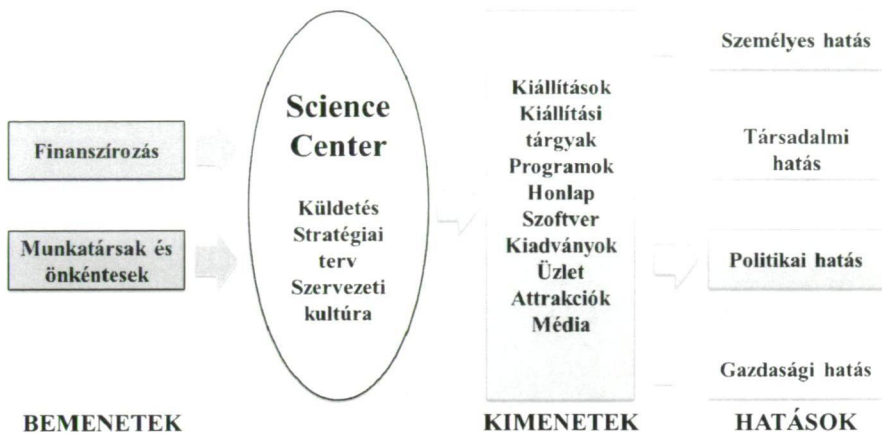 Finanszírozás
Munkatársak és
önkéntesek
BEMENETEK
Science
Center
Küldetés
Stratégiai
terv
Szervezeti
kultúra
Kiállítások
Kiállítási
tárgyak
Programok
Honlap
Szoftver
Kiadványok
Üzlet
Attrakciók
Média
KIMENETEK
Személyes hatás
Társadalmi
hatás
Politikai hatás
Gazdasági hatás
HATÁSOK